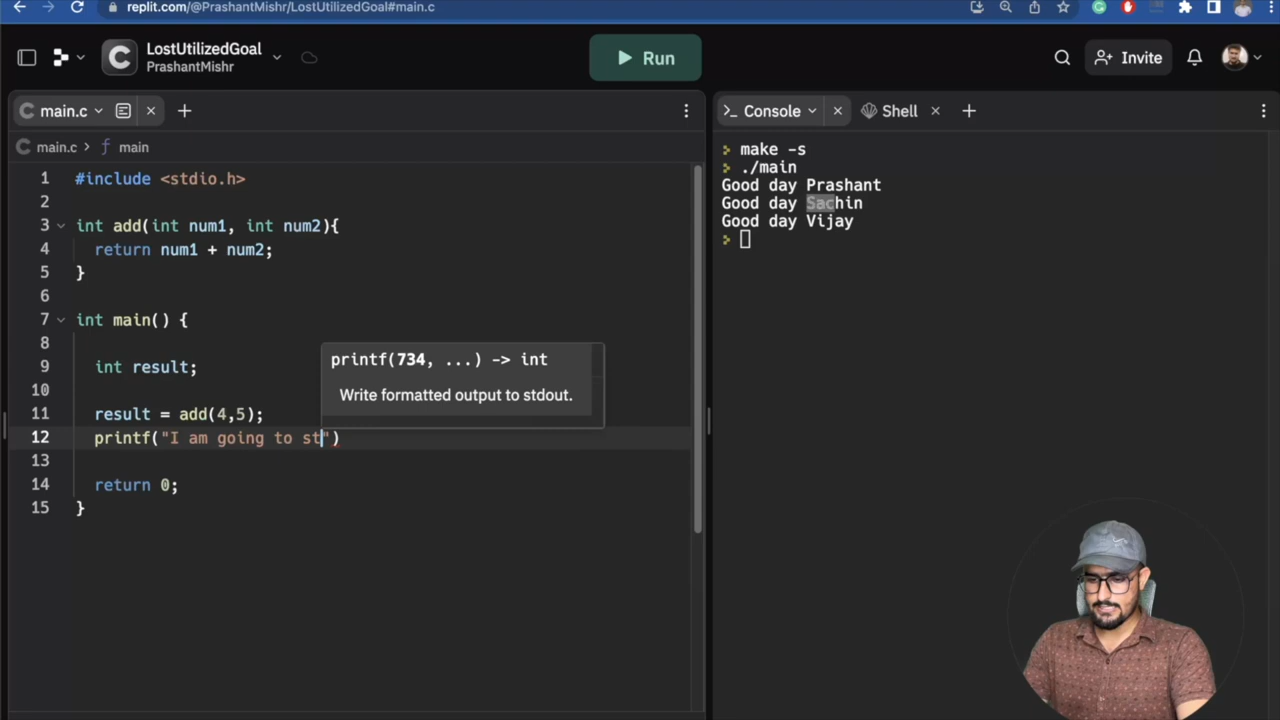 replit.com/@PrashantMishr/LostUtilizedGoal#main.c
C LostUtilizedGoal
PrashantMishr
Run
Invite
C main.c
>_ Console
Shell
C main.c > f main
1 #include <stdio.h>
2
3 int add(int num1, int num2){
4 return num1 + num2;
5 }
6
7 int main() {
8
9 int result;
10
11 result = add(4,5);
12 printf("I am going to st")
13
14 return 0;
15 }
printf(734, ...) -> int
Write formatted output to stdout.
> make -s
> ./main
Good day Prashant
Good day Sachin
Good day Vijay
>